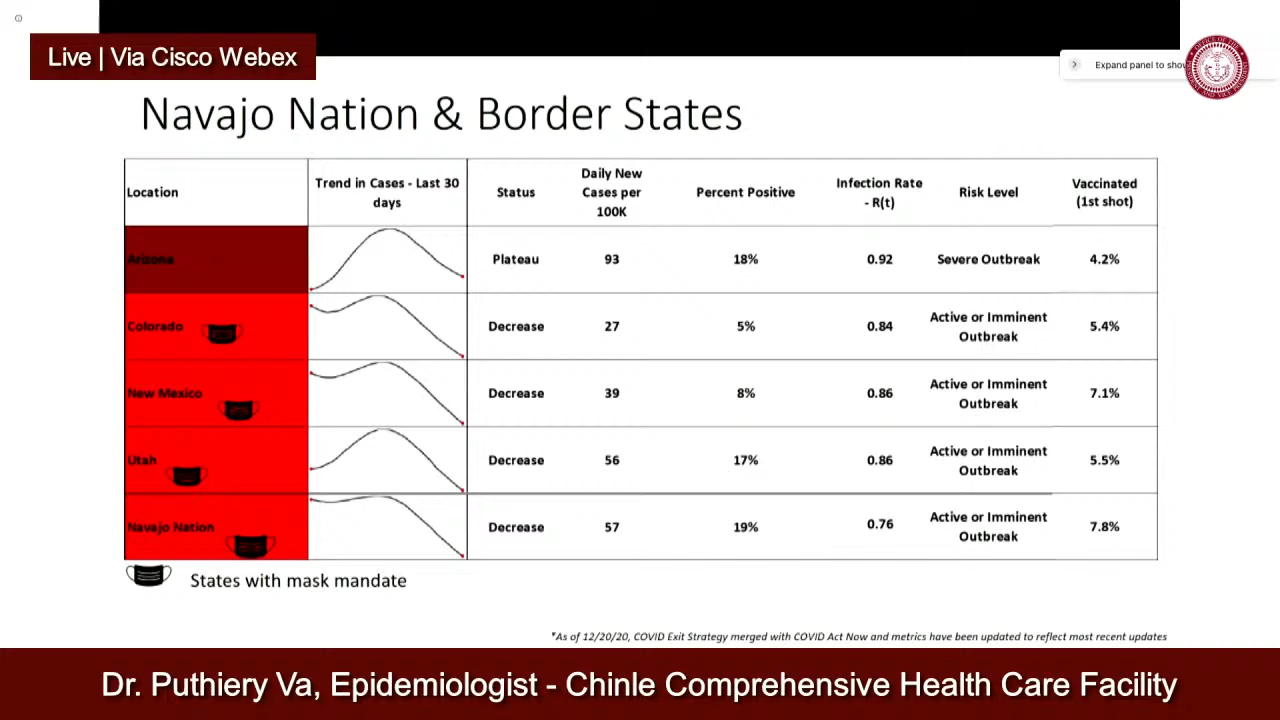 Live | Via Cisco Webex
Expand panel to sho
Navajo Nation & Border States
Location
Trend in Cases - Last 30
days
Status
Daily New
Cases per
100K
Percent Positive
Infection Rate
- R(t)
Risk Level
Vaccinated
(1st shot)
Arizona
Plateau
93
18%
0.92
Severe Outbreak
4.2%
Colorado
Decrease
27
5%
0.84
Active or Imminent
Outbreak
5.4%
New Mexico
Decrease
39
8%
0.86
Active or Imminent
Outbreak
7.1%
Utah
Decrease
56
17%
0.86
Active or Imminent
Outbreak
5.5%
Navajo Nation
Decrease
57
19%
0.76
Active or Imminent
Outbreak
7.8%
States with mask mandate
*As of 12/20/20, COVID Exit Strategy merged with COVID Act Now and metrics have been updated to reflect most recent updates
Dr. Puthiery Va, Epidemiologist - Chinle Comprehensive Health Care Facility